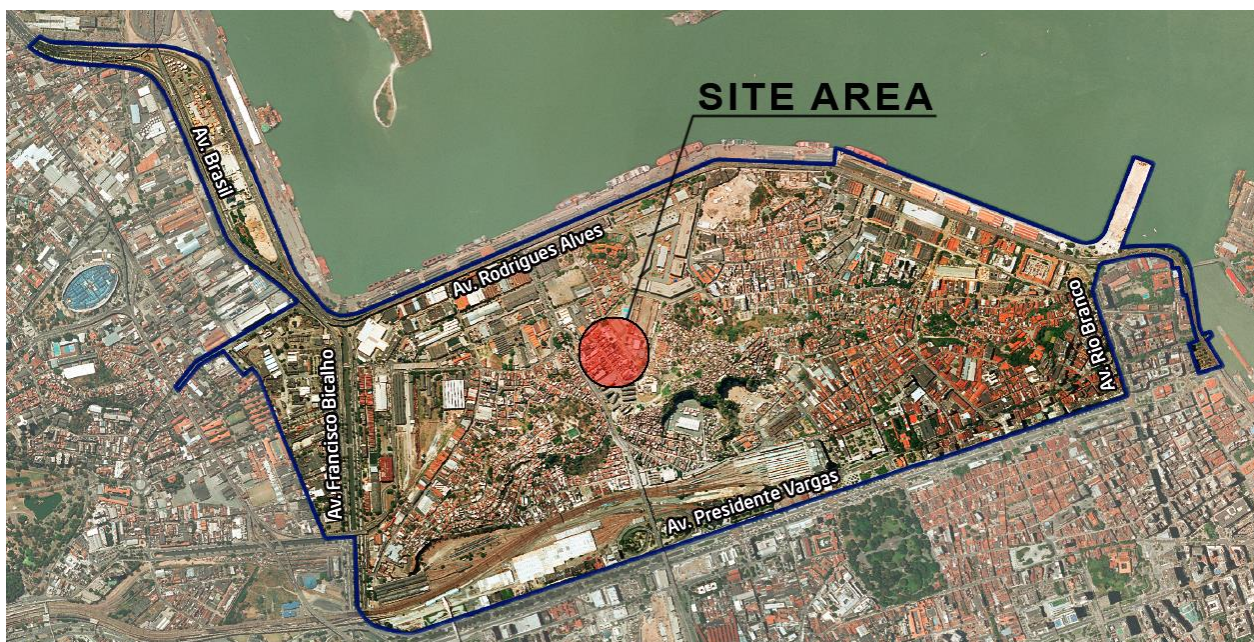 SITE AREA
Av. Brasil
Av. Rodrigues Alves
Av. Rio Branco
Av. Francisco Bicalho
Av. Presidente Vargas